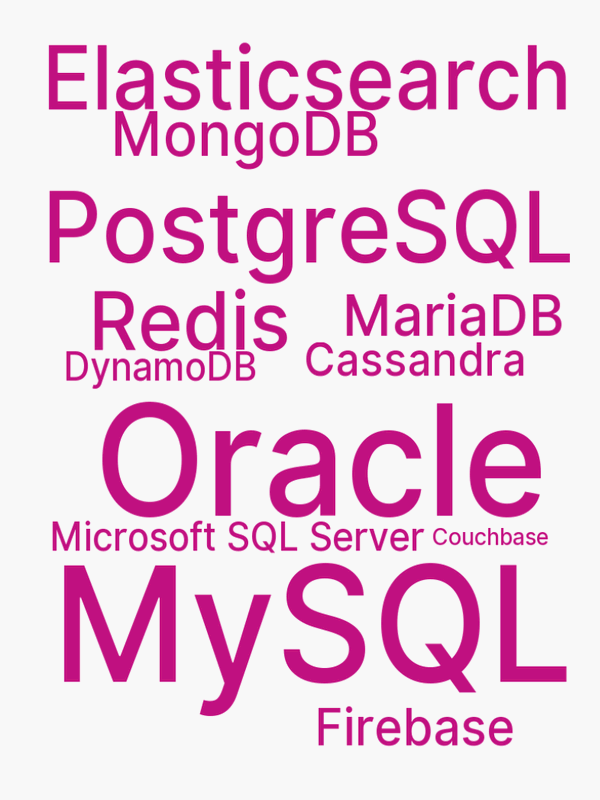 Elasticsearch
MongoDB
PostgreSQL
Redis MariaDB
DynamoDB Cassandra
Oracle
Microsoft SQL Server Couchbase
MySQL
Firebase